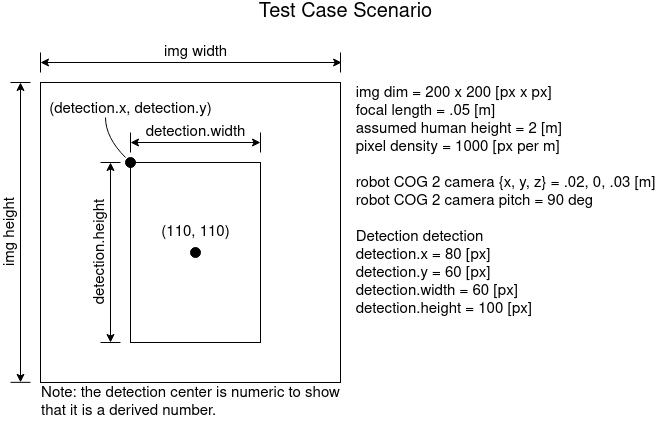 Test Case Scenario
img width
(detection.x, detection.y)
detection.width
img height
detection.height
(110, 110)
img dim = 200 x 200 [px x px]
focal length = .05 [m]
assumed human height = 2 [m]
pixel density = 1000 [px per m]
robot COG 2 camera {x, y, z} = .02, 0, .03 [m]
robot COG 2 camera pitch = 90 deg
Detection detection
detection.x = 80 [px]
detection.y = 60 [px]
detection.width = 60 [px]
detection.height = 100 [px]
Note: the detection center is numeric to show
that it is a derived number.